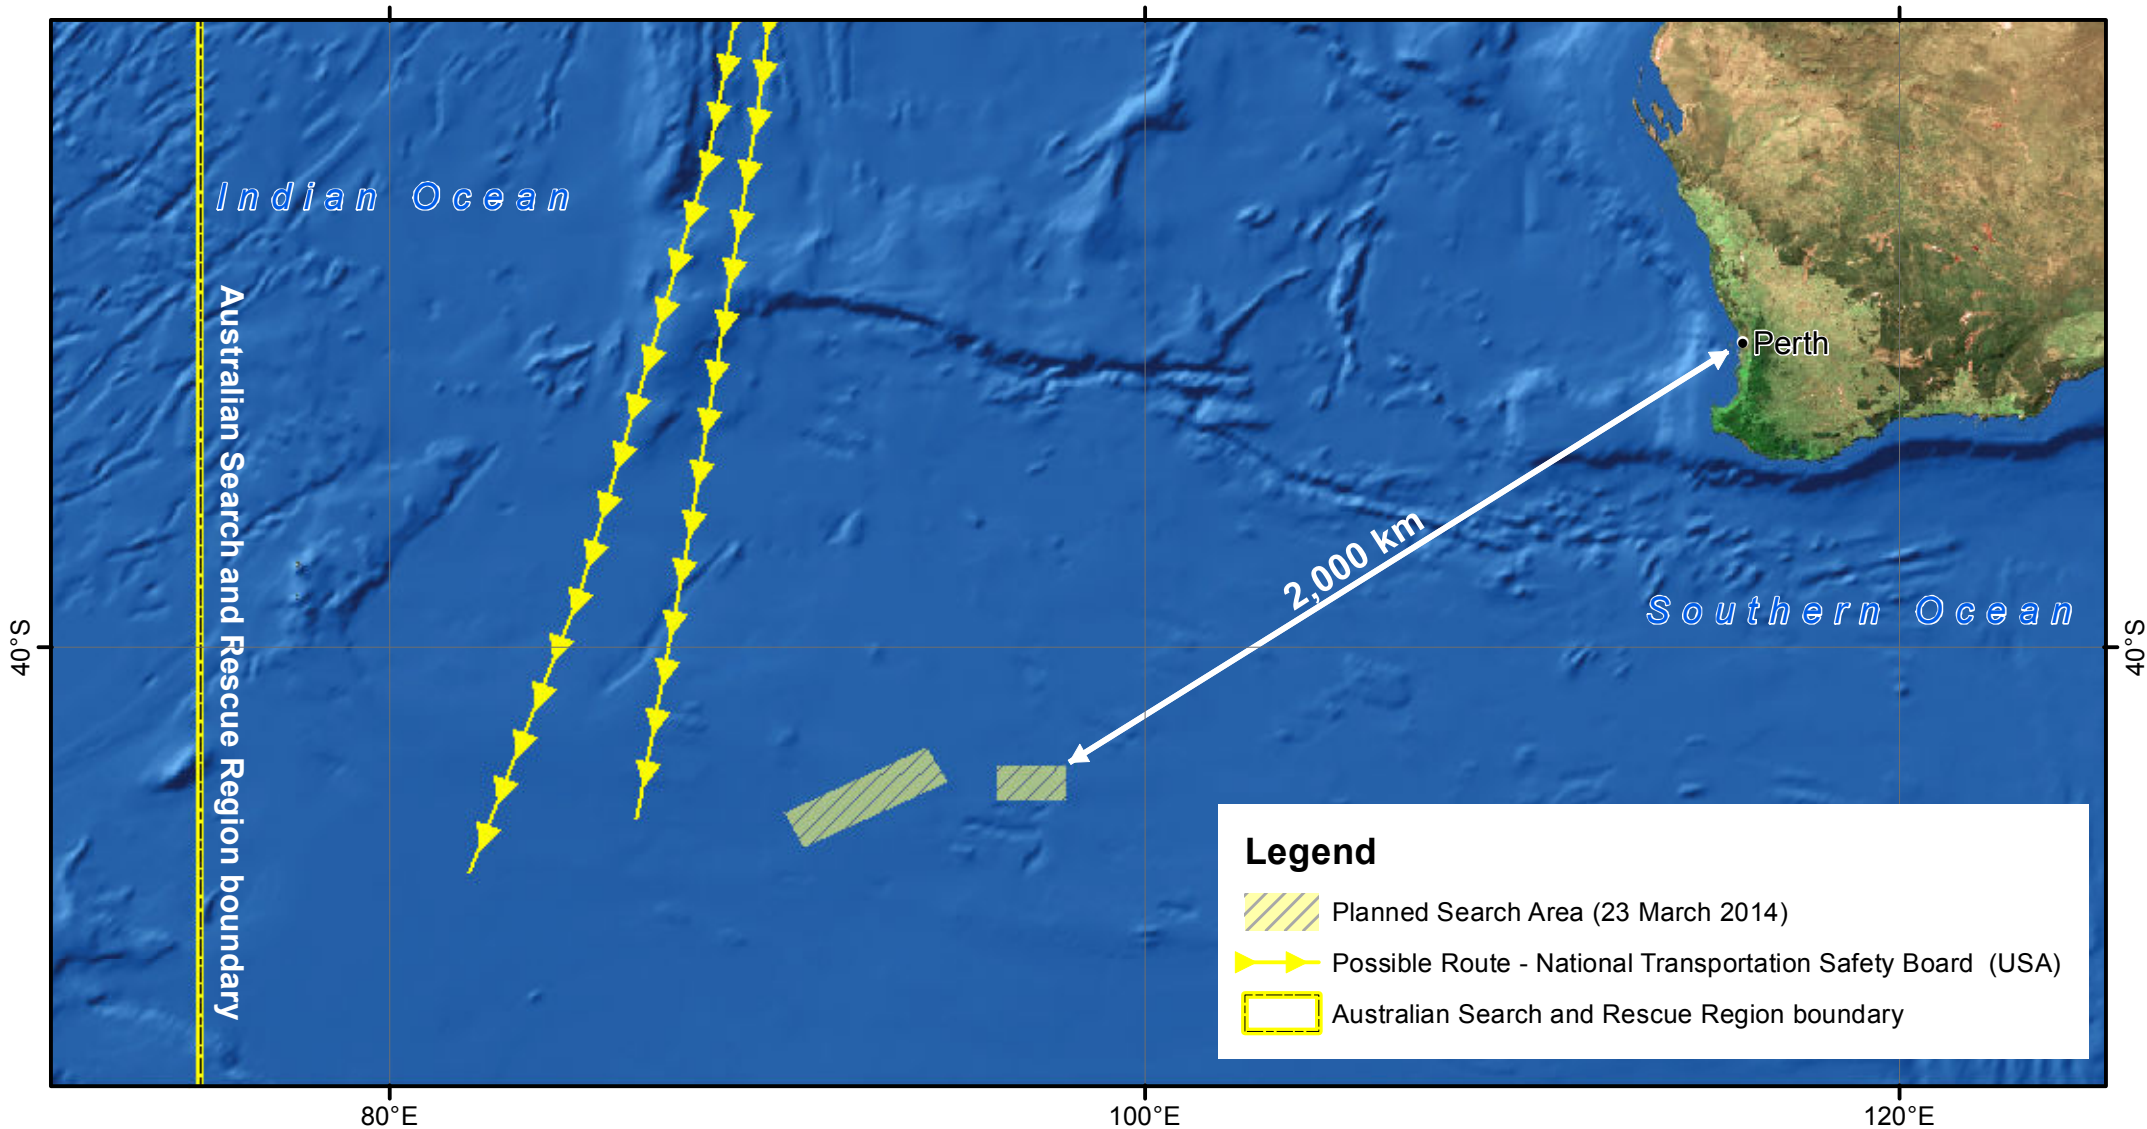 Indian Ocean
Australian Search and Rescue Region boundary
Perth
2,000 km
Southern Ocean
40°S
40°S
Legend
Planned Search Area (23 March 2014)
Possible Route - National Transportation Safety Board (USA)
Australian Search and Rescue Region boundary
80°E
100°E
120°E